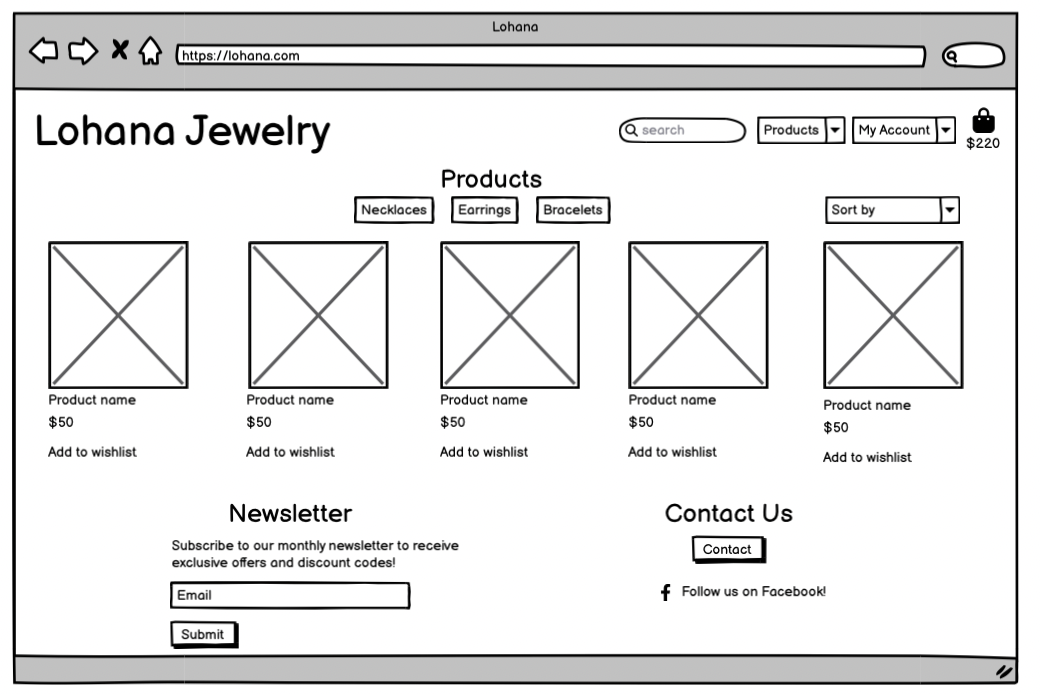 Lohana
https://lohana.com
Lohana Jewelry
search
Products
My Account
$220
Products
Necklaces
Earrings
Bracelets
Sort by
Product name
$50
Add to wishlist
Product name
$50
Add to wishlist
Product name
$50
Add to wishlist
Product name
$50
Add to wishlist
Product name
$50
Add to wishlist
Newsletter
Subscribe to our monthly newsletter to receive
exclusive offers and discount codes!
Email
Submit
Contact Us
Contact
Follow us on Facebook!